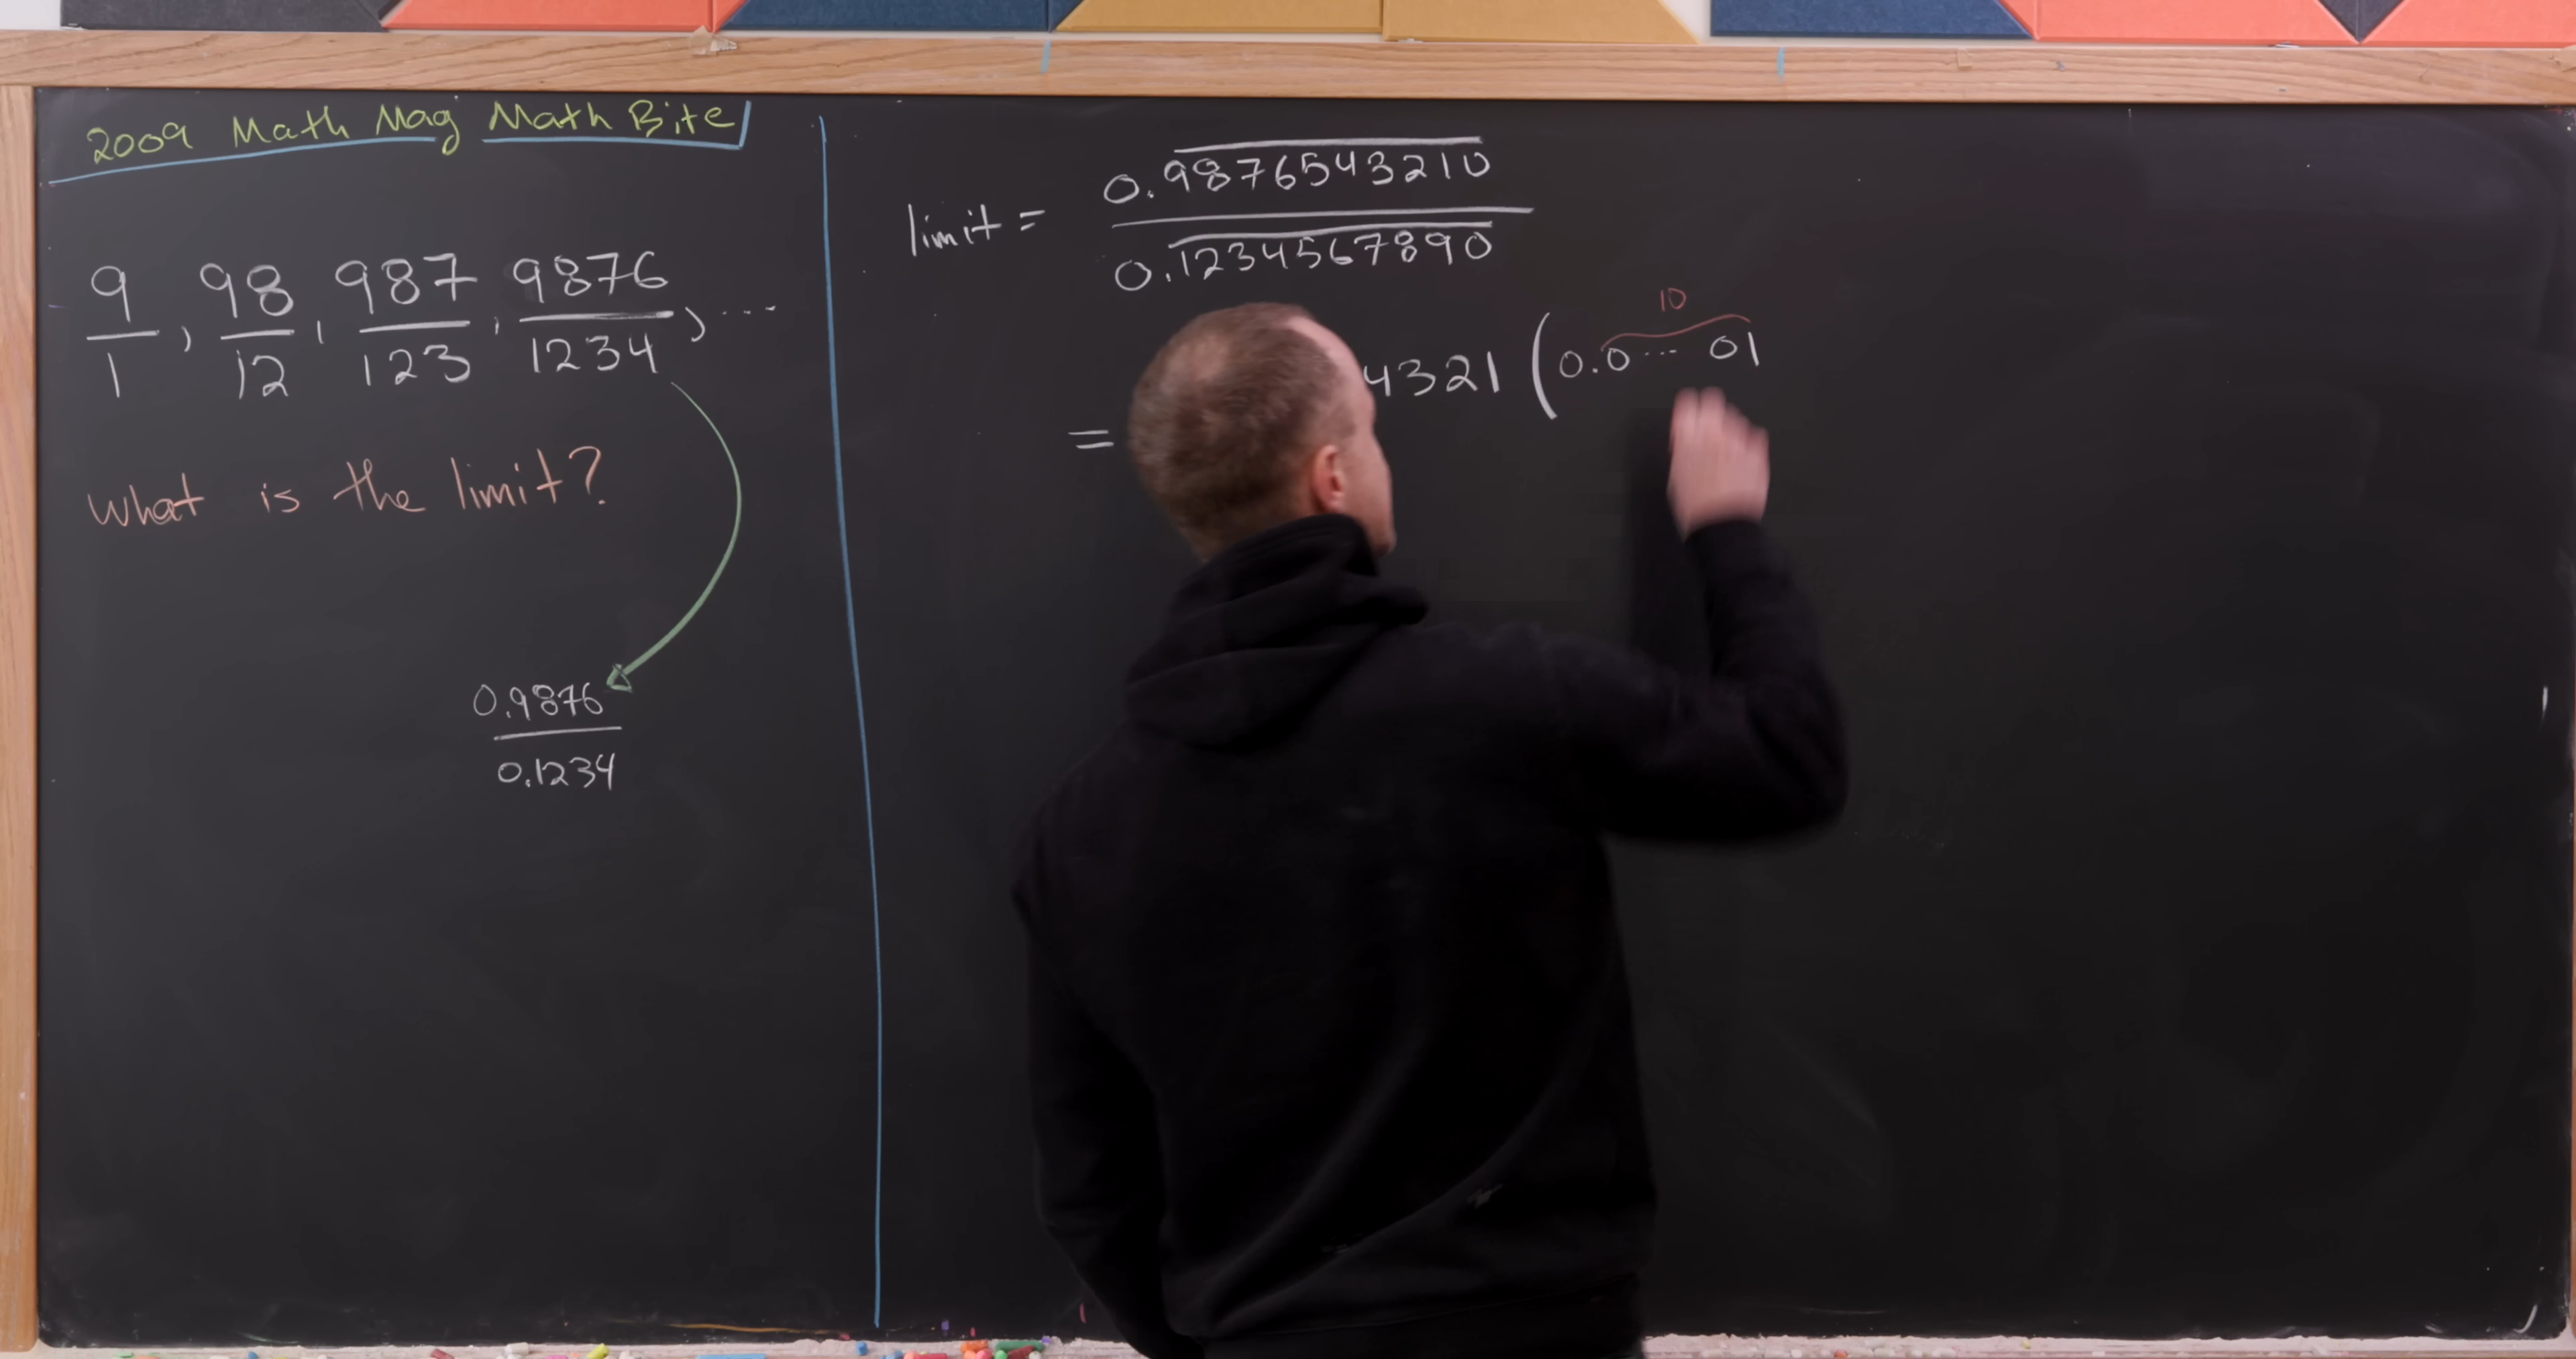 2009 Math Mag Math Bite
9/1, 98/12, 987/123, 9876/1234, ...
What is the limit?
0.9876
0.1234
limit = 0.9876543210
0.1234567890
10
= 4321 (0.0 ... 01